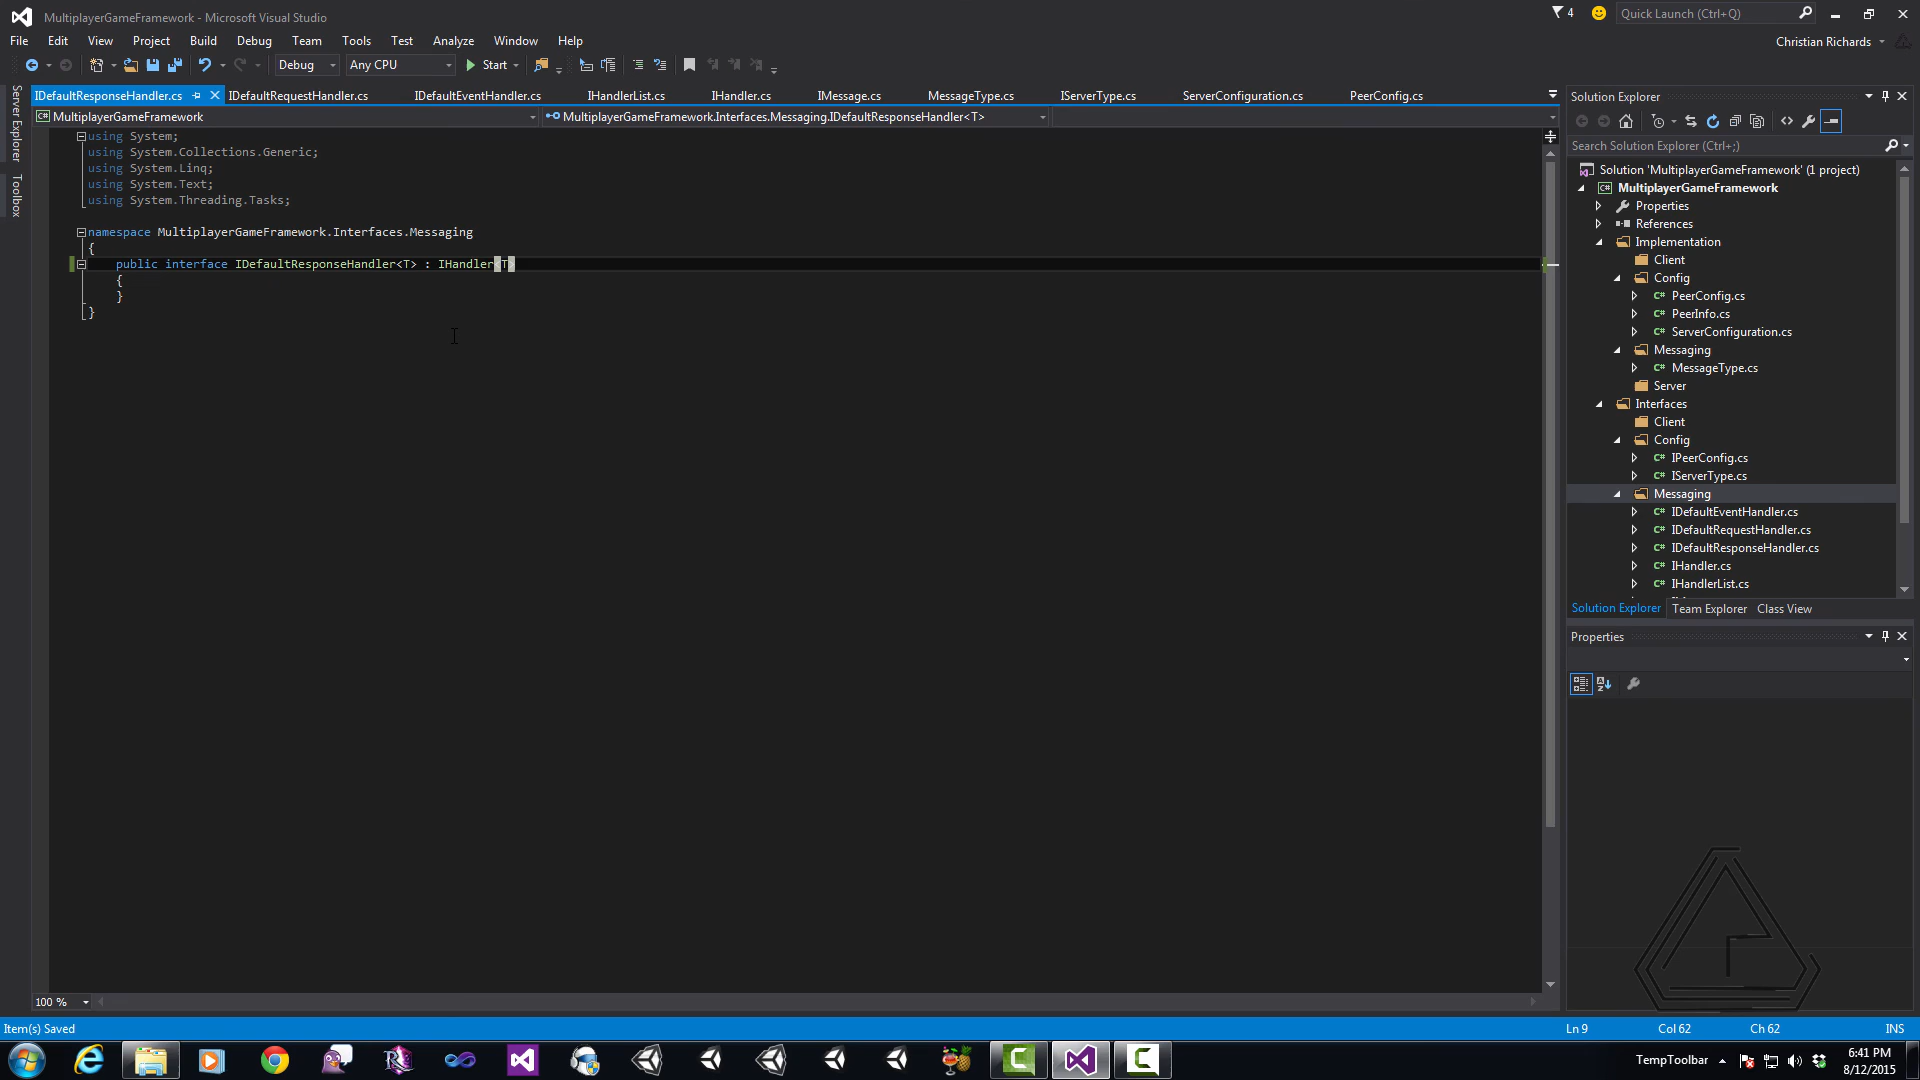 MultiplayerGameFramework - Microsoft Visual Studio
4
Quick Launch (Ctrl+Q)
File Edit View Project Build Debug Team Tools Test Analyze Window Help
Christian Richards
Debug Any CPU Start
Server Explorer
Toolbox
IDefaultResponseHandler.cs IDefaultRequestHandler.cs IDefaultEventHandler.cs IHandlerList.cs IHandler.cs IMessage.cs MessageType.cs IServerType.cs ServerConfiguration.cs PeerConfig.cs
MultiplayerGameFramework MultiplayerGameFramework.Interfaces.Messaging.IDefaultResponseHandler<T>
using System;
using System.Collections.Generic;
using System.Linq;
using System.Text;
using System.Threading.Tasks;
namespace MultiplayerGameFramework.Interfaces.Messaging
{
public interface IDefaultResponseHandler<T> : IHandler<T>
{
}
}
100 %
Solution Explorer
Search Solution Explorer (Ctrl+;)
Solution 'MultiplayerGameFramework' (1 project)
MultiplayerGameFramework
Properties
References
Implementation
Client
Config
PeerConfig.cs
PeerInfo.cs
ServerConfiguration.cs
Messaging
MessageType.cs
Server
Interfaces
Client
Config
IPeerConfig.cs
IServerType.cs
Messaging
IDefaultEventHandler.cs
IDefaultRequestHandler.cs
IDefaultResponseHandler.cs
IHandler.cs
IHandlerList.cs
Solution Explorer Team Explorer Class View
Properties
Item(s) Saved Ln 9 Col 62 Ch 62 INS
TempToolbar
6:41 PM
8/12/2015